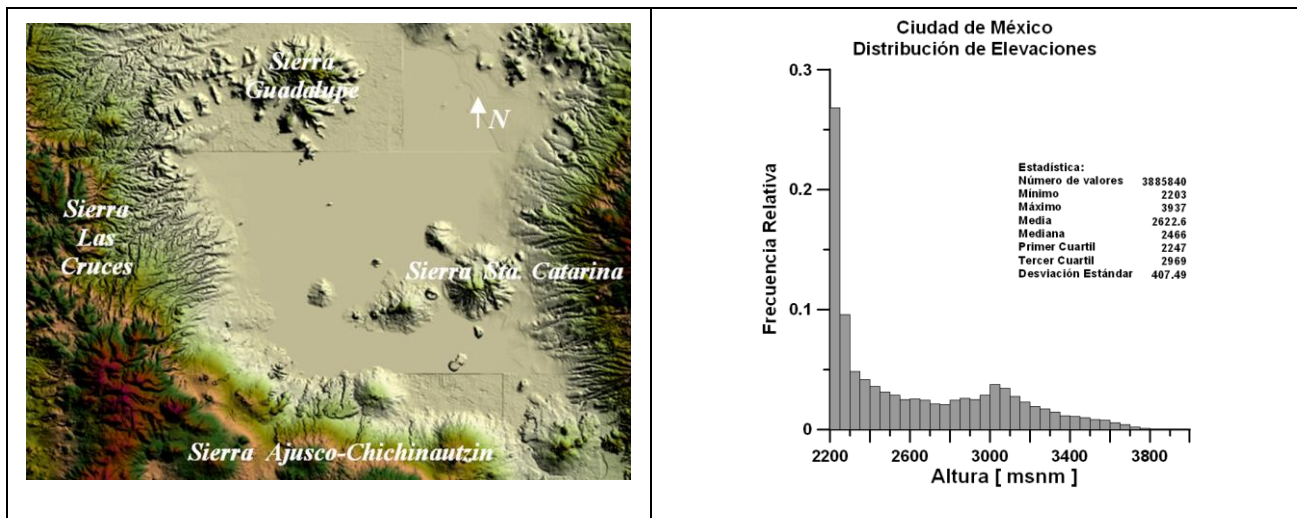 Sierra
Guadalupe
N
Sierra
Las
Cruces
Sierra Sta. Catarina
Sierra Ajusco-Chichinautzin
Ciudad de México
Distribución de Elevaciones
0.3
0.2
0.1
0
Frecuencia Relativa
Estadística:
Número de valores 3885840
Mínimo 2203
Máximo 3937
Media 2622.6
Mediana 2466
Primer Cuartil 2247
Tercer Cuartil 2969
Desviación Estándar 407.49
2200 2600 3000 3400 3800
Altura [ msnm ]